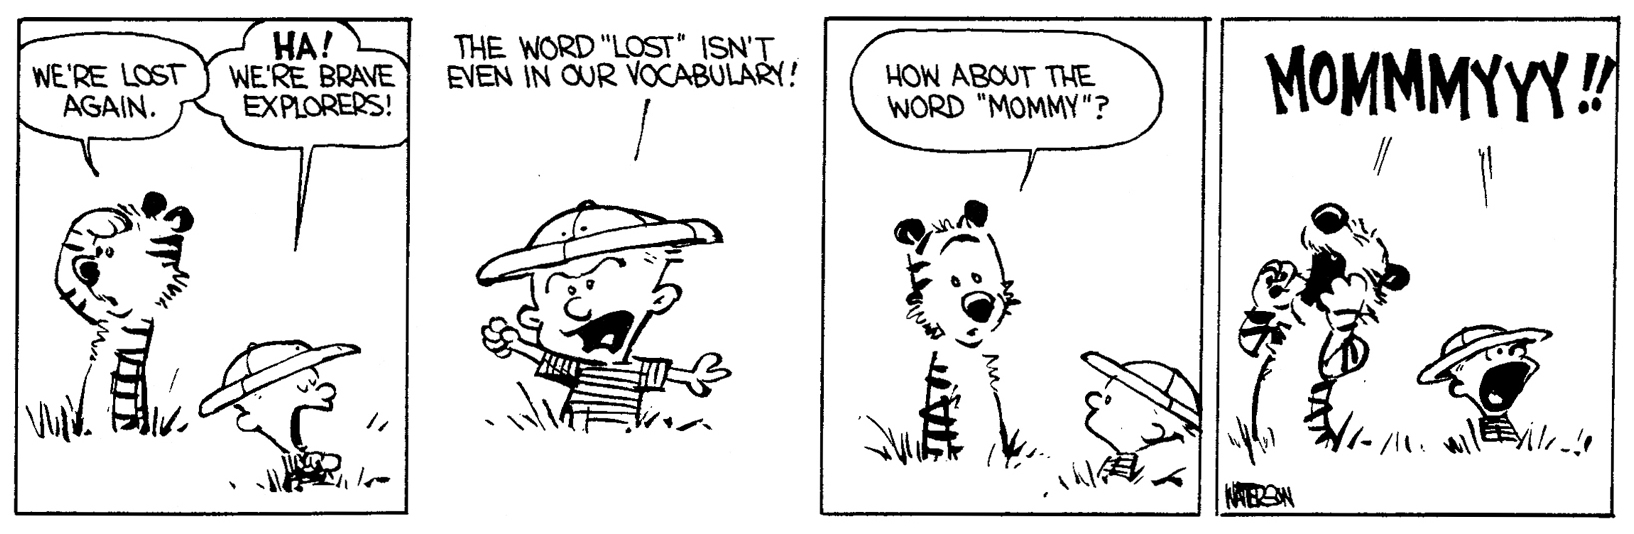 WE'RE LOST
AGAIN.
HA!
WE'RE BRAVE
EXPLORERS!
THE WORD "LOST" ISN'T
EVEN IN OUR VOCABULARY!
HOW ABOUT THE
WORD "MOMMY"?
MOMMMYYY!!
WATERSON